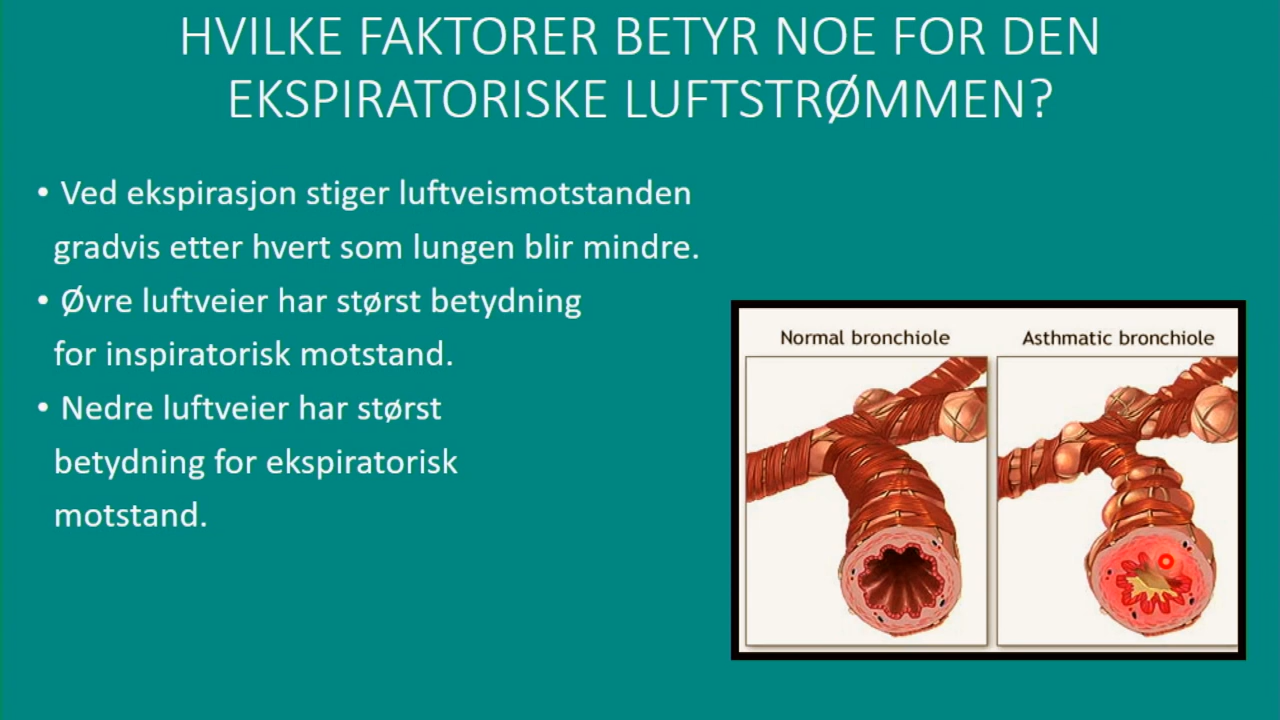 HVILKE FAKTORER BETYR NOE FOR DEN
EKSPIRATORISKE LUFTSTRØMMEN?
• Ved ekspirasjon stiger luftveismotstanden
gradvis etter hvert som lungen blir mindre.
• Øvre luftveier har størst betydning
for inspiratorisk motstand.
• Nedre luftveier har størst
betydning for ekspiratorisk
motstand.
Normal bronchiole
Asthmatic bronchiole